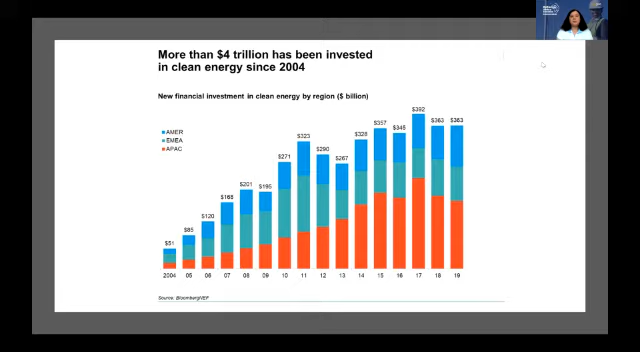 More than $4 trillion has been invested
in clean energy since 2004
New financial investment in clean energy by region ($ billion)
AMER
EMEA
APAC
$51
$85
$120
$168
$201
$195
$271
$323
$290
$267
$328
$357
$345
$392
$363
$363
2004 05 06 07 08 09 10 11 12 13 14 15 16 17 18 19
Source: BloombergNEF